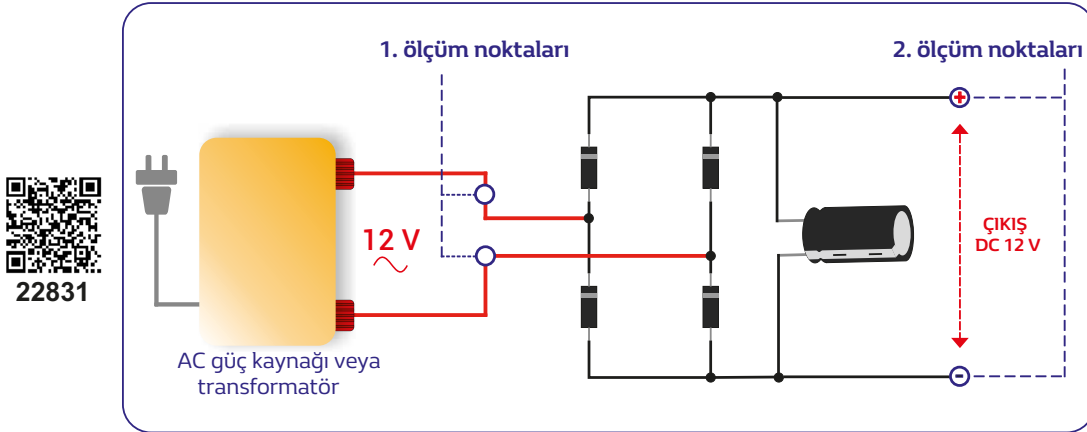 1. ölçüm noktaları
2. ölçüm noktaları
+
12 V
ÇIKIŞ
DC 12 V
22831
AC güç kaynağı veya
transformatör
-